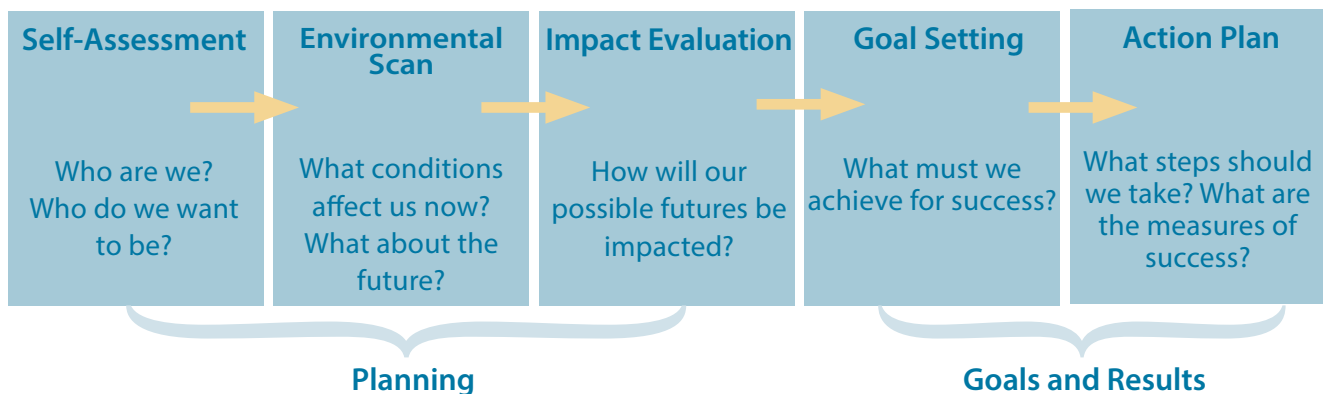 Self-Assessment
Who are we?
Who do we want
to be?
Environmental
Scan
What conditions
affect us now?
What about the
future?
Impact Evaluation
How will our
possible futures be
impacted?
Goal Setting
What must we
achieve for success?
Action Plan
What steps should
we take? What are
the measures of
success?
Planning
Goals and Results